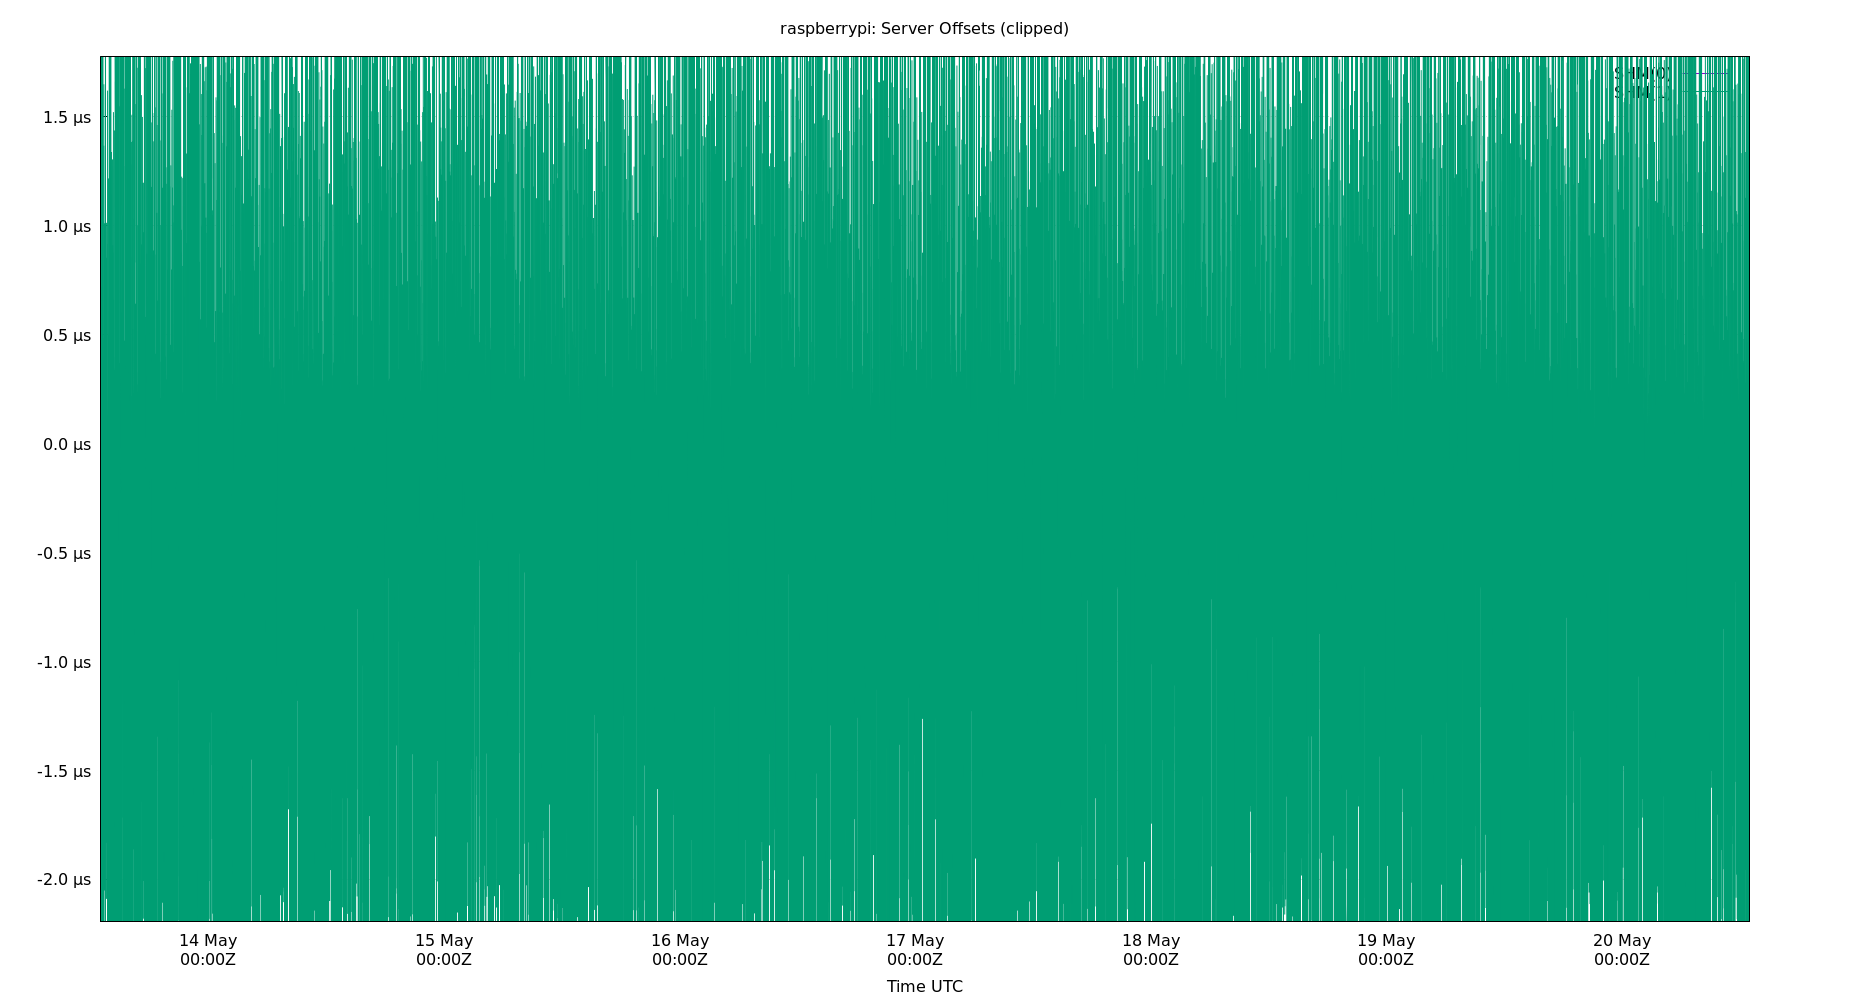 raspberrypi: Server Offsets (clipped)
SHM(0)
1.5 µs
1.0 µs
0.5 µs
0.0 µs
-0.5 µs
-1.0 µs
-1.5 µs
-2.0 µs
14 May 15 May 16 May 17 May 18 May 19 May 20 May
00:00Z 00:00Z 00:00Z 00:00Z 00:00Z 00:00Z 00:00Z
Time UTC